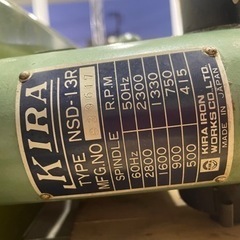 KIRA
TYPE NSD-13R
MFG.NO
SPINDLE R.P.M
60Hz 50Hz
2800 2300
1600 1330
900 750
500 415
KIRA IRON
WORKS CO.,LTD.
MADE IN JAPAN